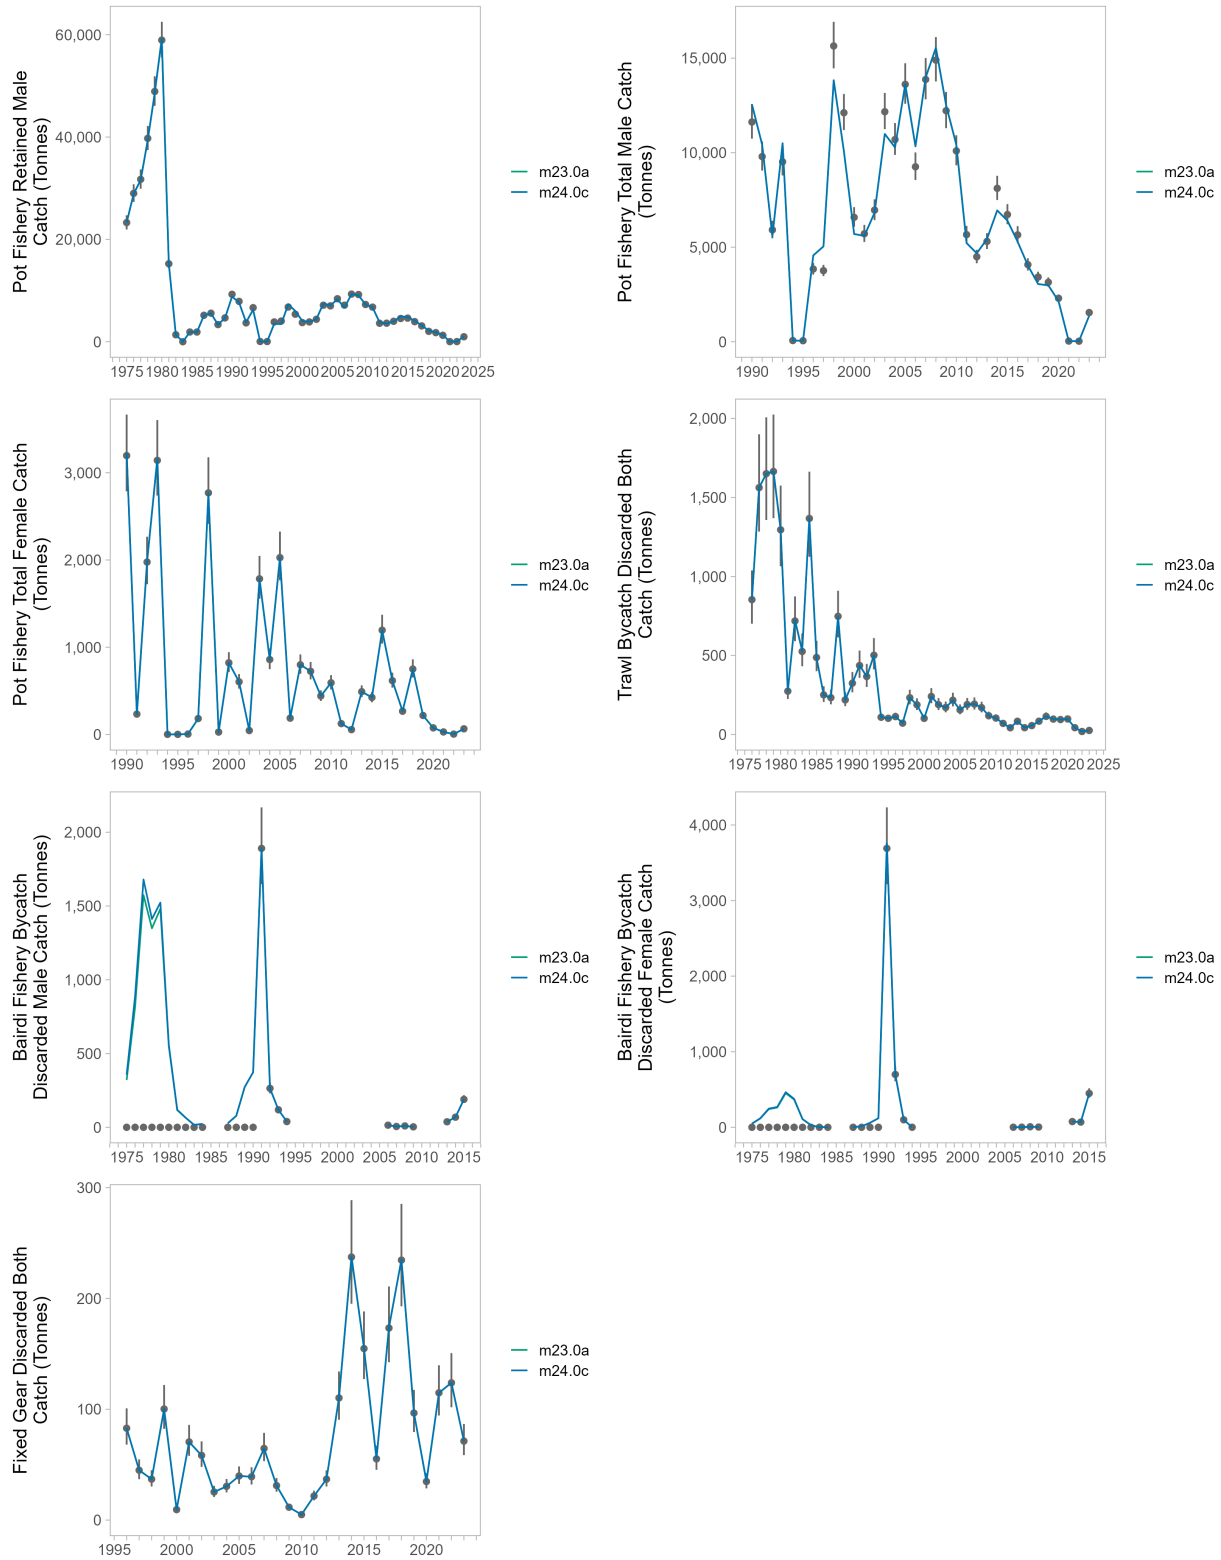 Pot Fishery Retained Male
Catch (Tonnes)
60,000
40,000
20,000
0
1975 1980 1985 1990 1995 2000 2005 2010 2015 2020 2025
m23.0a
m24.0c
Pot Fishery Total Male Catch
(Tonnes)
15,000
10,000
5,000
0
1990 1995 2000 2005 2010 2015 2020
m23.0a
m24.0c
Pot Fishery Total Female Catch
(Tonnes)
3,000
2,000
1,000
0
1990 1995 2000 2005 2010 2015 2020
m23.0a
m24.0c
Trawl Bycatch Discarded Both
Catch (Tonnes)
2,000
1,500
1,000
500
0
1975 1980 1985 1990 1995 2000 2005 2010 2015 2020 2025
m23.0a
m24.0c
Bairdi Fishery Bycatch
Discarded Male Catch (Tonnes)
2,000
1,500
1,000
500
0
1975 1980 1985 1990 1995 2000 2005 2010 2015
m23.0a
m24.0c
Bairdi Fishery Bycatch
Discarded Female Catch
(Tonnes)
4,000
3,000
2,000
1,000
0
1975 1980 1985 1990 1995 2000 2005 2010 2015
m23.0a
m24.0c
Fixed Gear Discarded Both
Catch (Tonnes)
300
200
100
0
1995 2000 2005 2010 2015 2020
m23.0a
m24.0c